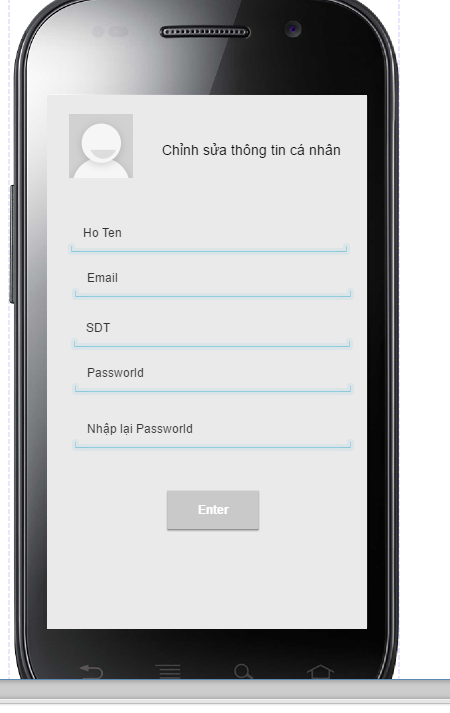 Chỉnh sửa thông tin cá nhân
Ho Ten
Email
SDT
Passworld
Nhập lại Passworld
Enter